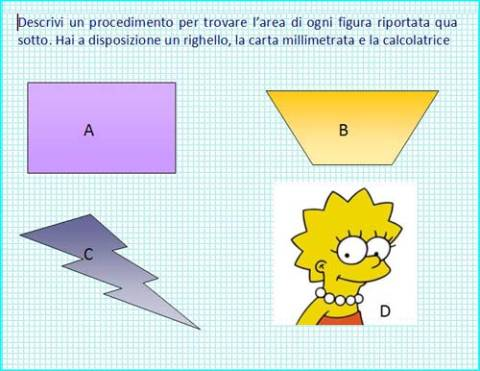 Descrivi un procedimento per trovare l'area di ogni figura riportata qua
sotto. Hai a disposizione un righello, la carta millimetrata e la calcolatrice
A
B
C
D